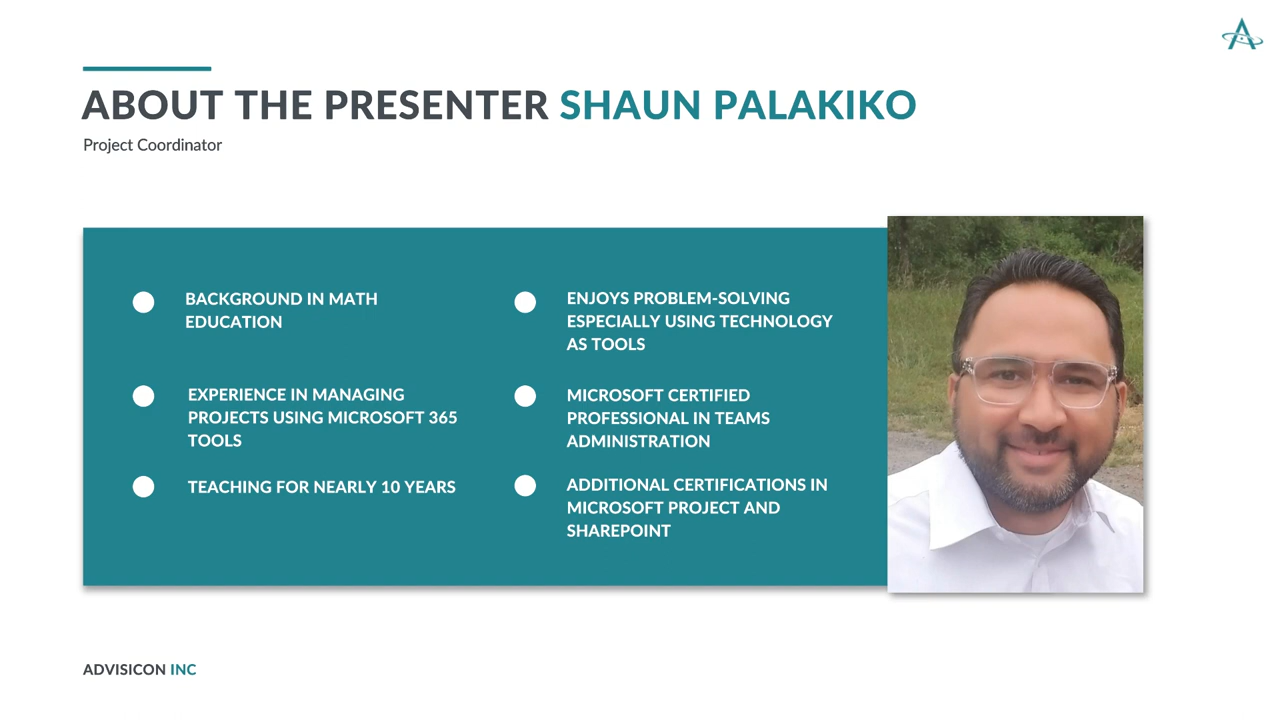 ABOUT THE PRESENTER SHAUN PALAKIKO
Project Coordinator
BACKGROUND IN MATH
EDUCATION
EXPERIENCE IN MANAGING
PROJECTS USING MICROSOFT 365
TOOLS
TEACHING FOR NEARLY 10 YEARS
ENJOYS PROBLEM-SOLVING
ESPECIALLY USING TECHNOLOGY
AS TOOLS
MICROSOFT CERTIFIED
PROFESSIONAL IN TEAMS
ADMINISTRATION
ADDITIONAL CERTIFICATIONS IN
MICROSOFT PROJECT AND
SHAREPOINT
ADVISICON INC